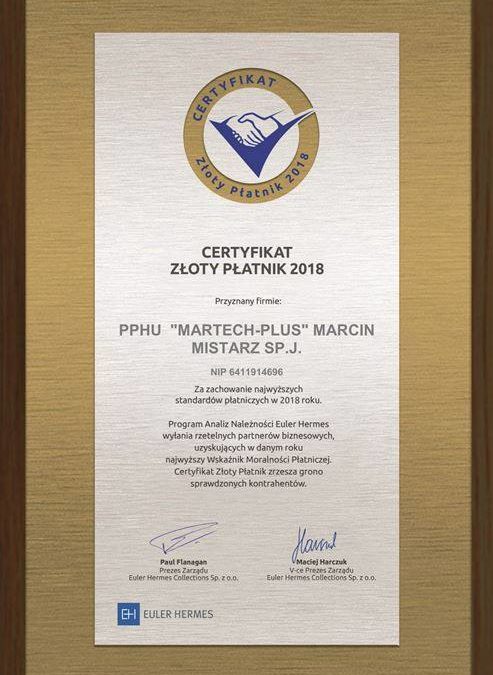 CERTYFIKAT
Złoty Płatnik 2018
CERTYFIKAT
ZŁOTY PŁATNIK 2018
Przyznany firmie:
PPHU "MARTECH-PLUS" MARCIN
MISTARZ SP.J.
NIP 6411914696
Za zachowanie najwyższych
standardów płatniczych w 2018 roku.
Program Analiz Należności Euler Hermes
wyłania rzetelnych partnerów biznesowych,
uzyskujących w danym roku
najwyższy Wskaźnik Moralności Płatniczej.
Certyfikat Złoty Płatnik zrzesza grono
sprawdzonych kontrahentów.
Paul Flanagan
Prezes Zarządu
Euler Hermes Collections Sp. z o.o.
Maciej Harczuk
V-ce Prezes Zarządu
Euler Hermes Collections Sp. z o.o.
EH EULER HERMES